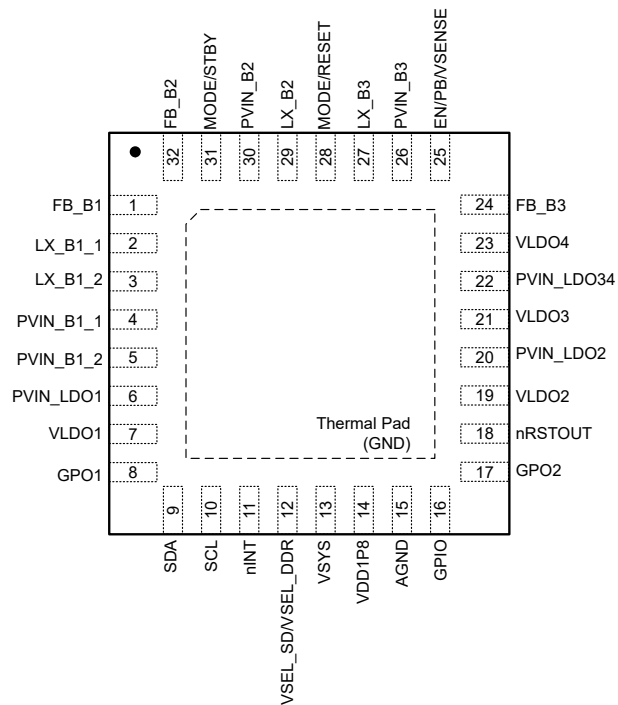 FB_B2
MODE/STBY
PVIN_B2
LX_B2
MODE/RESET
LX_B3
PVIN_B3
EN/PB/VSENSE
32
31
30
29
28
27
26
25
FB_B1 1
LX_B1_1 2
LX_B1_2 3
PVIN_B1_1 4
PVIN_B1_2 5
PVIN_LDO1 6
VLDO1 7
GPO1 8
24 FB_B3
23 VLDO4
22 PVIN_LDO34
21 VLDO3
20 PVIN_LDO2
19 VLDO2
18 nRSTOUT
17 GPO2
Thermal Pad
(GND)
9
10
11
12
13
14
15
16
SDA
SCL
nINT
VSEL_SD/VSEL_DDR
VSYS
VDD1P8
AGND
GPIO